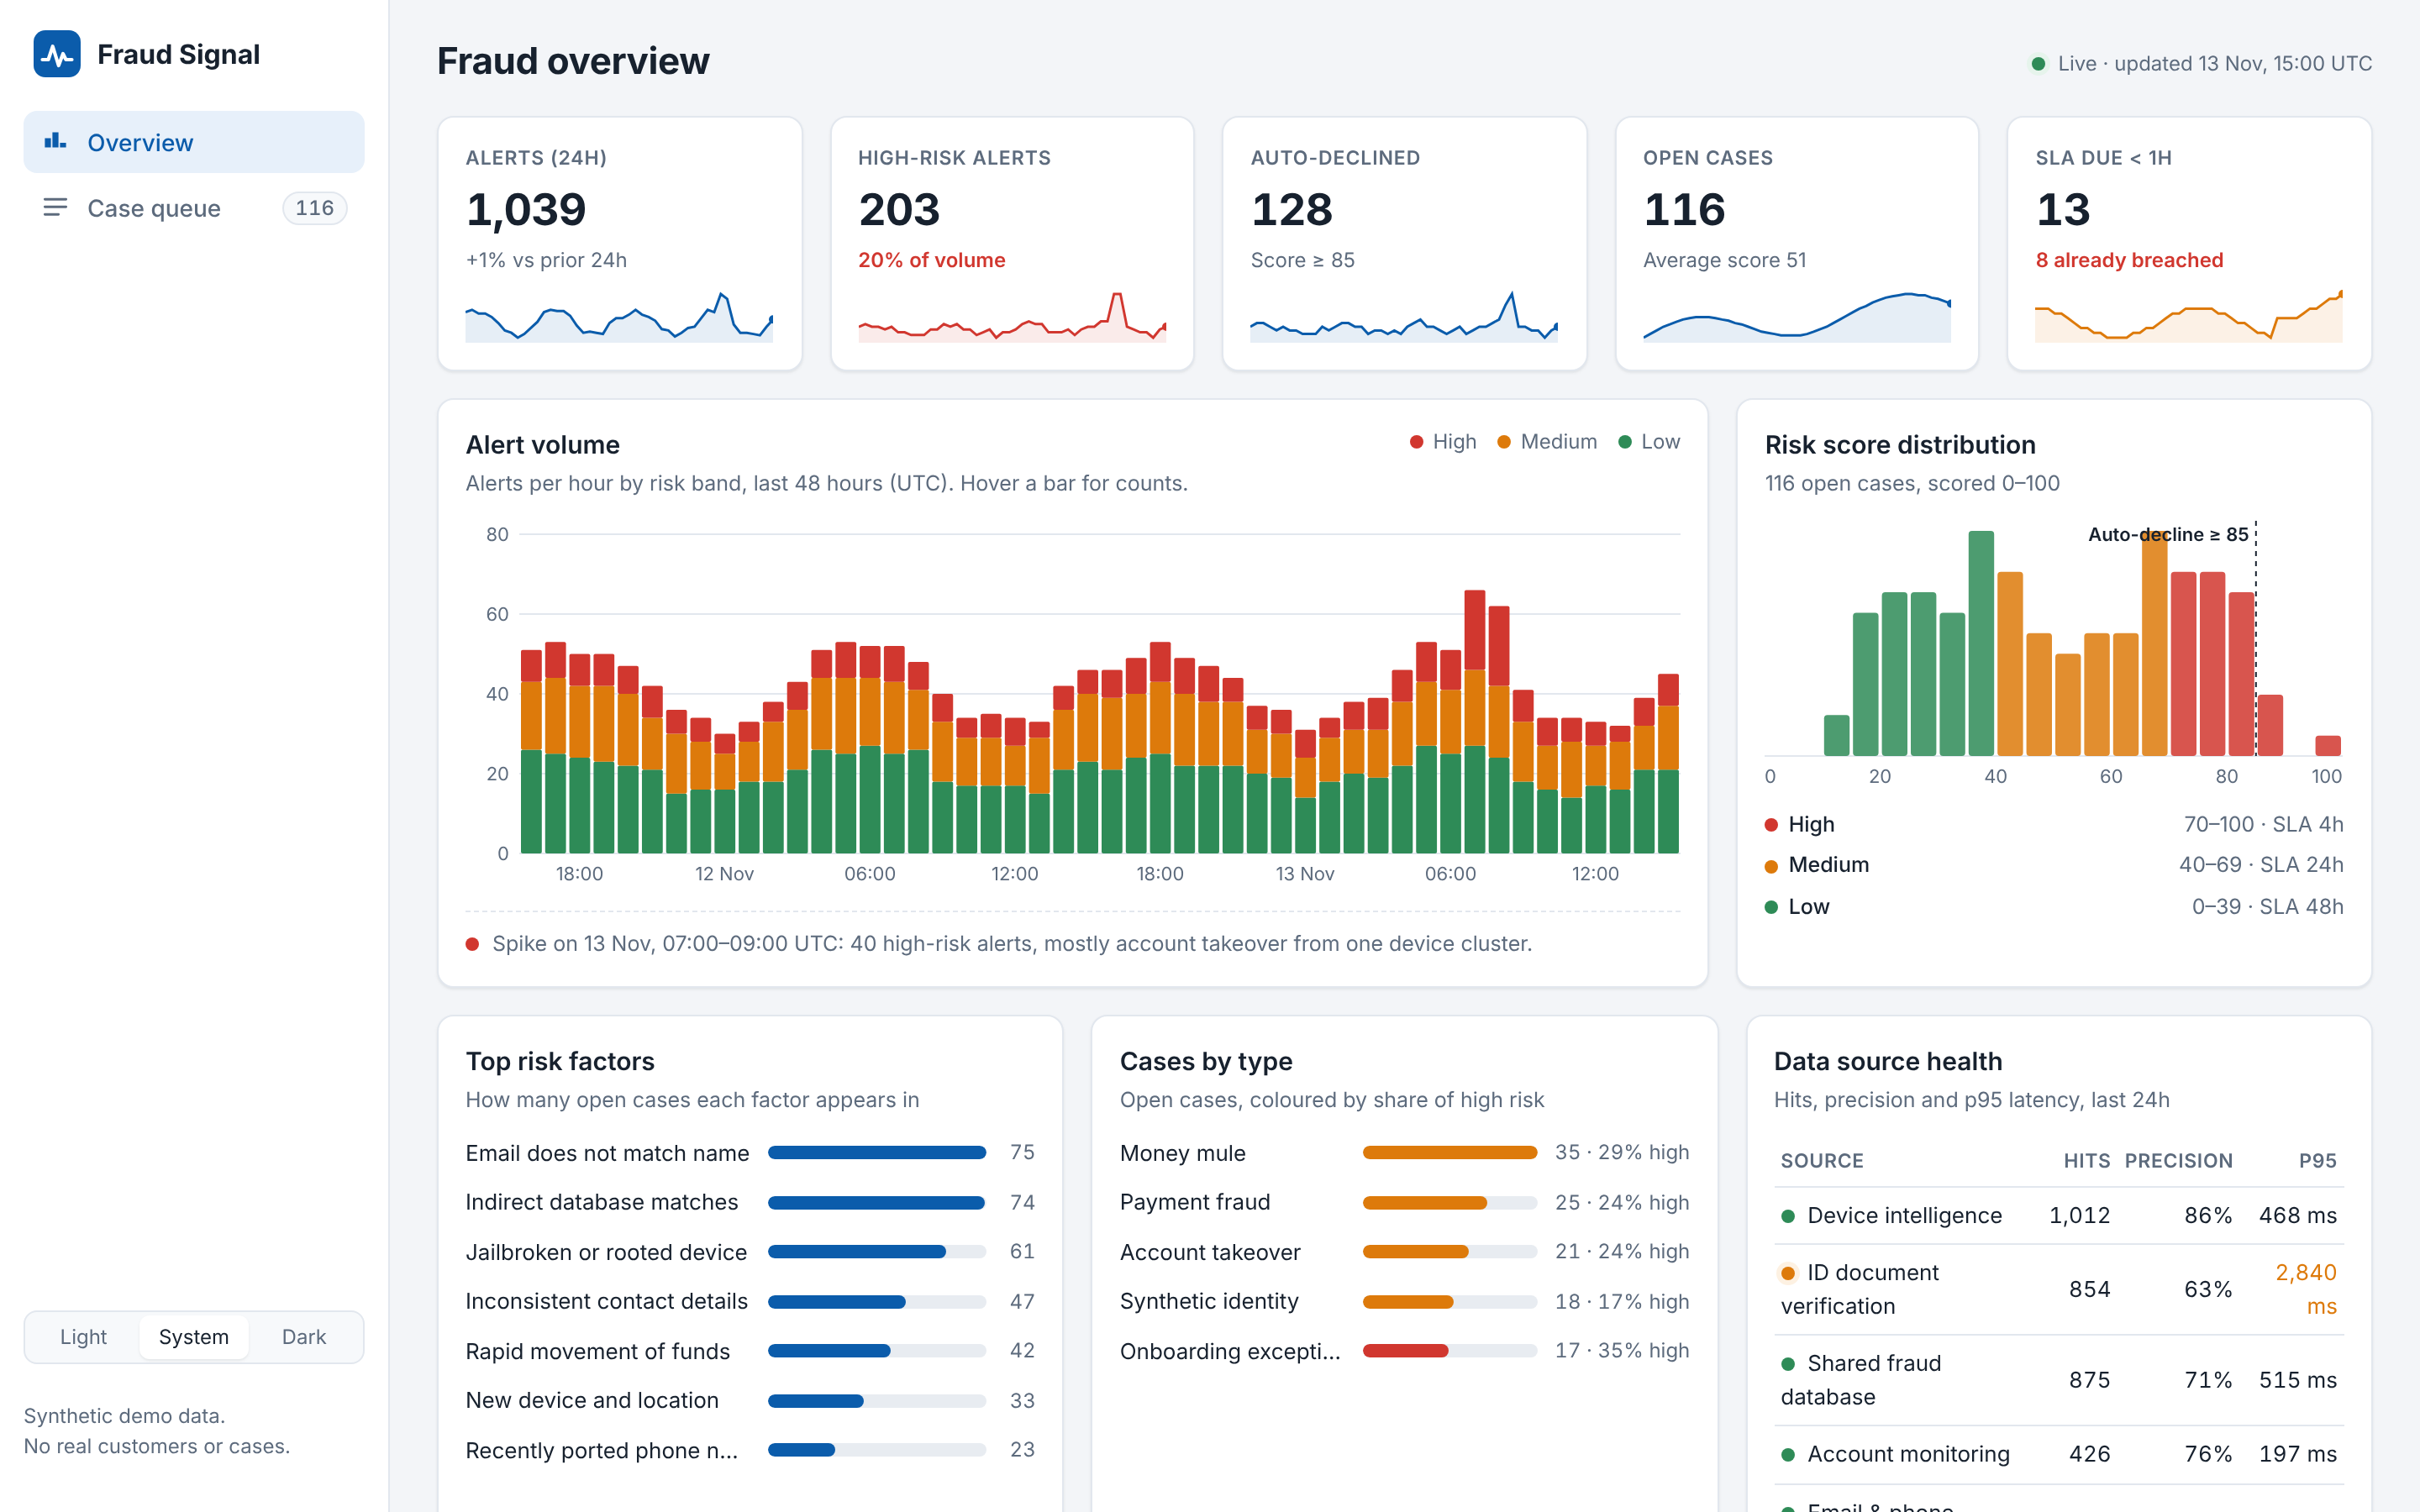 Fraud Signal
Overview
Case queue 116
Light System Dark
Synthetic demo data.
No real customers or cases.
Fraud overview
Live · updated 13 Nov, 15:00 UTC
ALERTS (24H)
1,039
+1% vs prior 24h
HIGH-RISK ALERTS
203
20% of volume
AUTO-DECLINED
128
Score ≥ 85
OPEN CASES
116
Average score 51
SLA DUE < 1H
13
8 already breached
Alert volume
High Medium Low
Alerts per hour by risk band, last 48 hours (UTC). Hover a bar for counts.
80
60
40
20
0
18:00 12 Nov 06:00 12:00 18:00 13 Nov 06:00 12:00
Spike on 13 Nov, 07:00–09:00 UTC: 40 high-risk alerts, mostly account takeover from one device cluster.
Risk score distribution
116 open cases, scored 0–100
Auto-decline ≥ 85
0 20 40 60 80 100
High 70–100 · SLA 4h
Medium 40–69 · SLA 24h
Low 0–39 · SLA 48h
Top risk factors
How many open cases each factor appears in
Email does not match name 75
Indirect database matches 74
Jailbroken or rooted device 61
Inconsistent contact details 47
Rapid movement of funds 42
New device and location 33
Recently ported phone n... 23
Cases by type
Open cases, coloured by share of high risk
Money mule 35 · 29% high
Payment fraud 25 · 24% high
Account takeover 21 · 24% high
Synthetic identity 18 · 17% high
Onboarding excepti... 17 · 35% high
Data source health
Hits, precision and p95 latency, last 24h
SOURCE HITS PRECISION P95
Device intelligence 1,012 86% 468 ms
ID document verification 854 63% 2,840 ms
Shared fraud database 875 71% 515 ms
Account monitoring 426 76% 197 ms
Email & phone